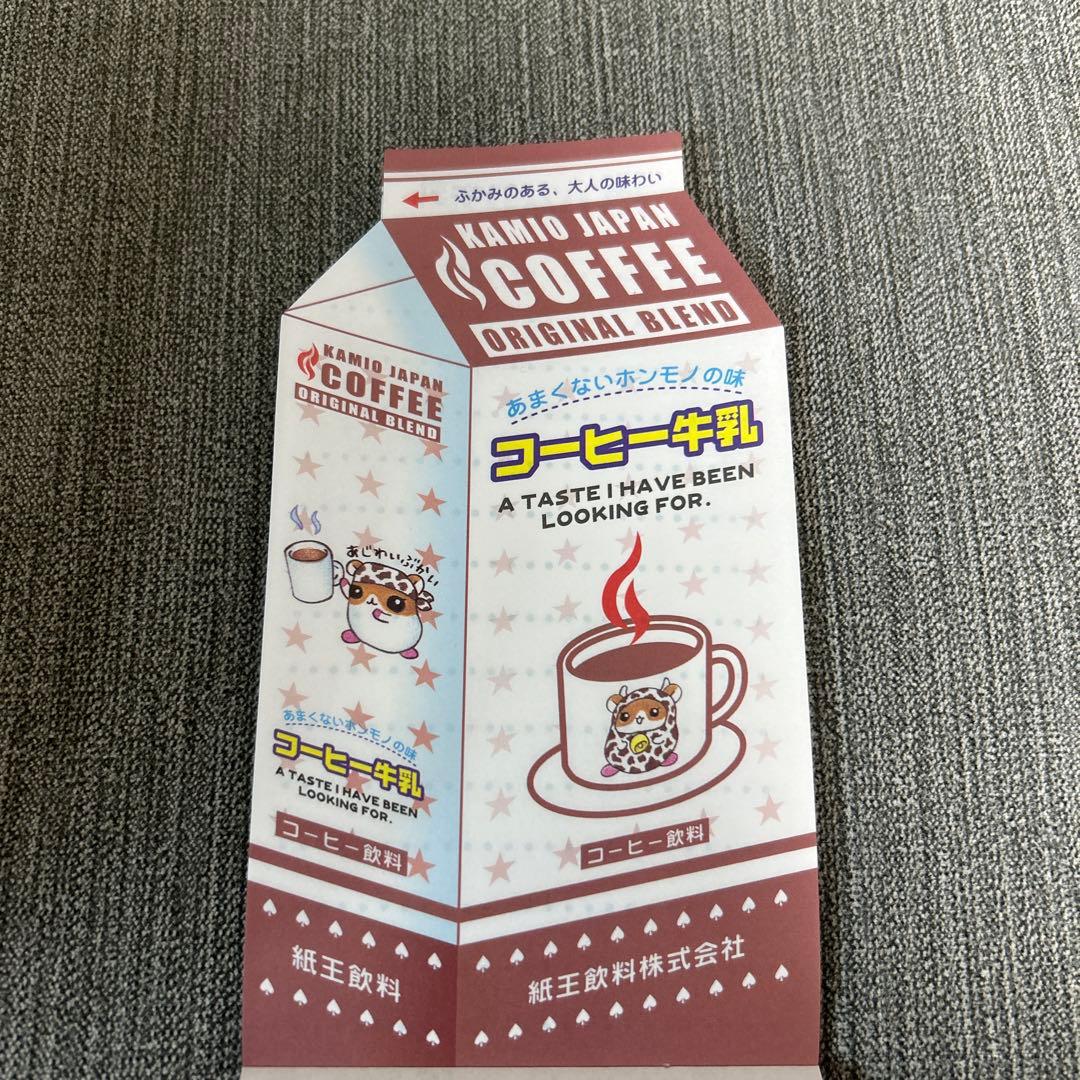 ふかみのある、大人の味わい
KAMIO JAPAN
COFFEE
ORIGINAL BLEND
あまくないホンモノの味
コーヒー牛乳
A TASTE I HAVE BEEN
LOOKING FOR.
コーヒー飲料
紙王飲料株式会社
KAMIO JAPAN
COFFEE
ORIGINAL BLEND
あじわいぶかい
あまくないホンモノの味
コーヒー牛乳
A TASTE I HAVE BEEN
LOOKING FOR.
コーヒー飲料
紙王飲料